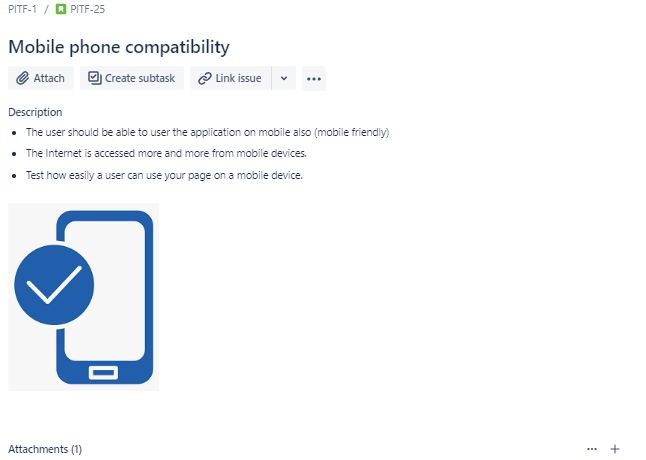 PITF-1 / PITF-25
Mobile phone compatibility
Attach Create subtask Link issue
Description
The user should be able to user the application on mobile also (mobile friendly)
The Internet is accessed more and more from mobile devices.
Test how easily a user can use your page on a mobile device.
Attachments (1)